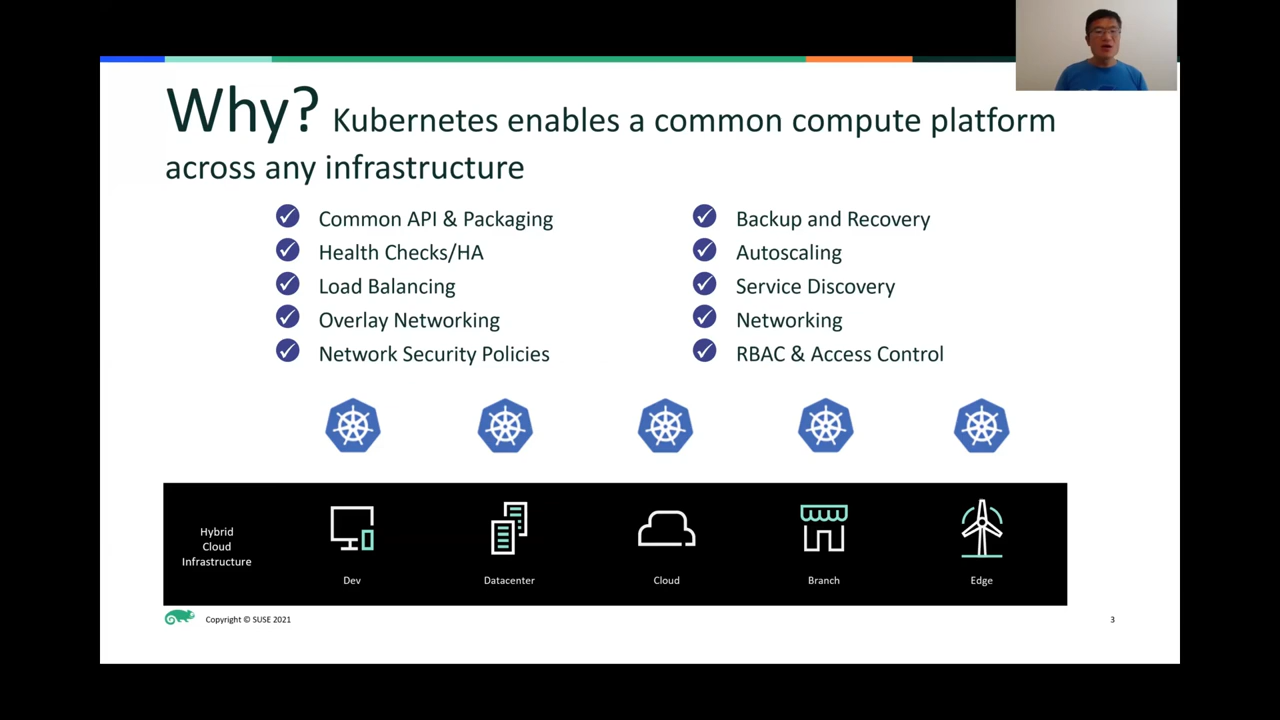 Why? Kubernetes enables a common compute platform
across any infrastructure
Common API & Packaging
Health Checks/HA
Load Balancing
Overlay Networking
Network Security Policies
Backup and Recovery
Autoscaling
Service Discovery
Networking
RBAC & Access Control
Hybrid
Cloud
Infrastructure
Dev
Datacenter
Cloud
Branch
Edge
Copyright © SUSE 2021
3